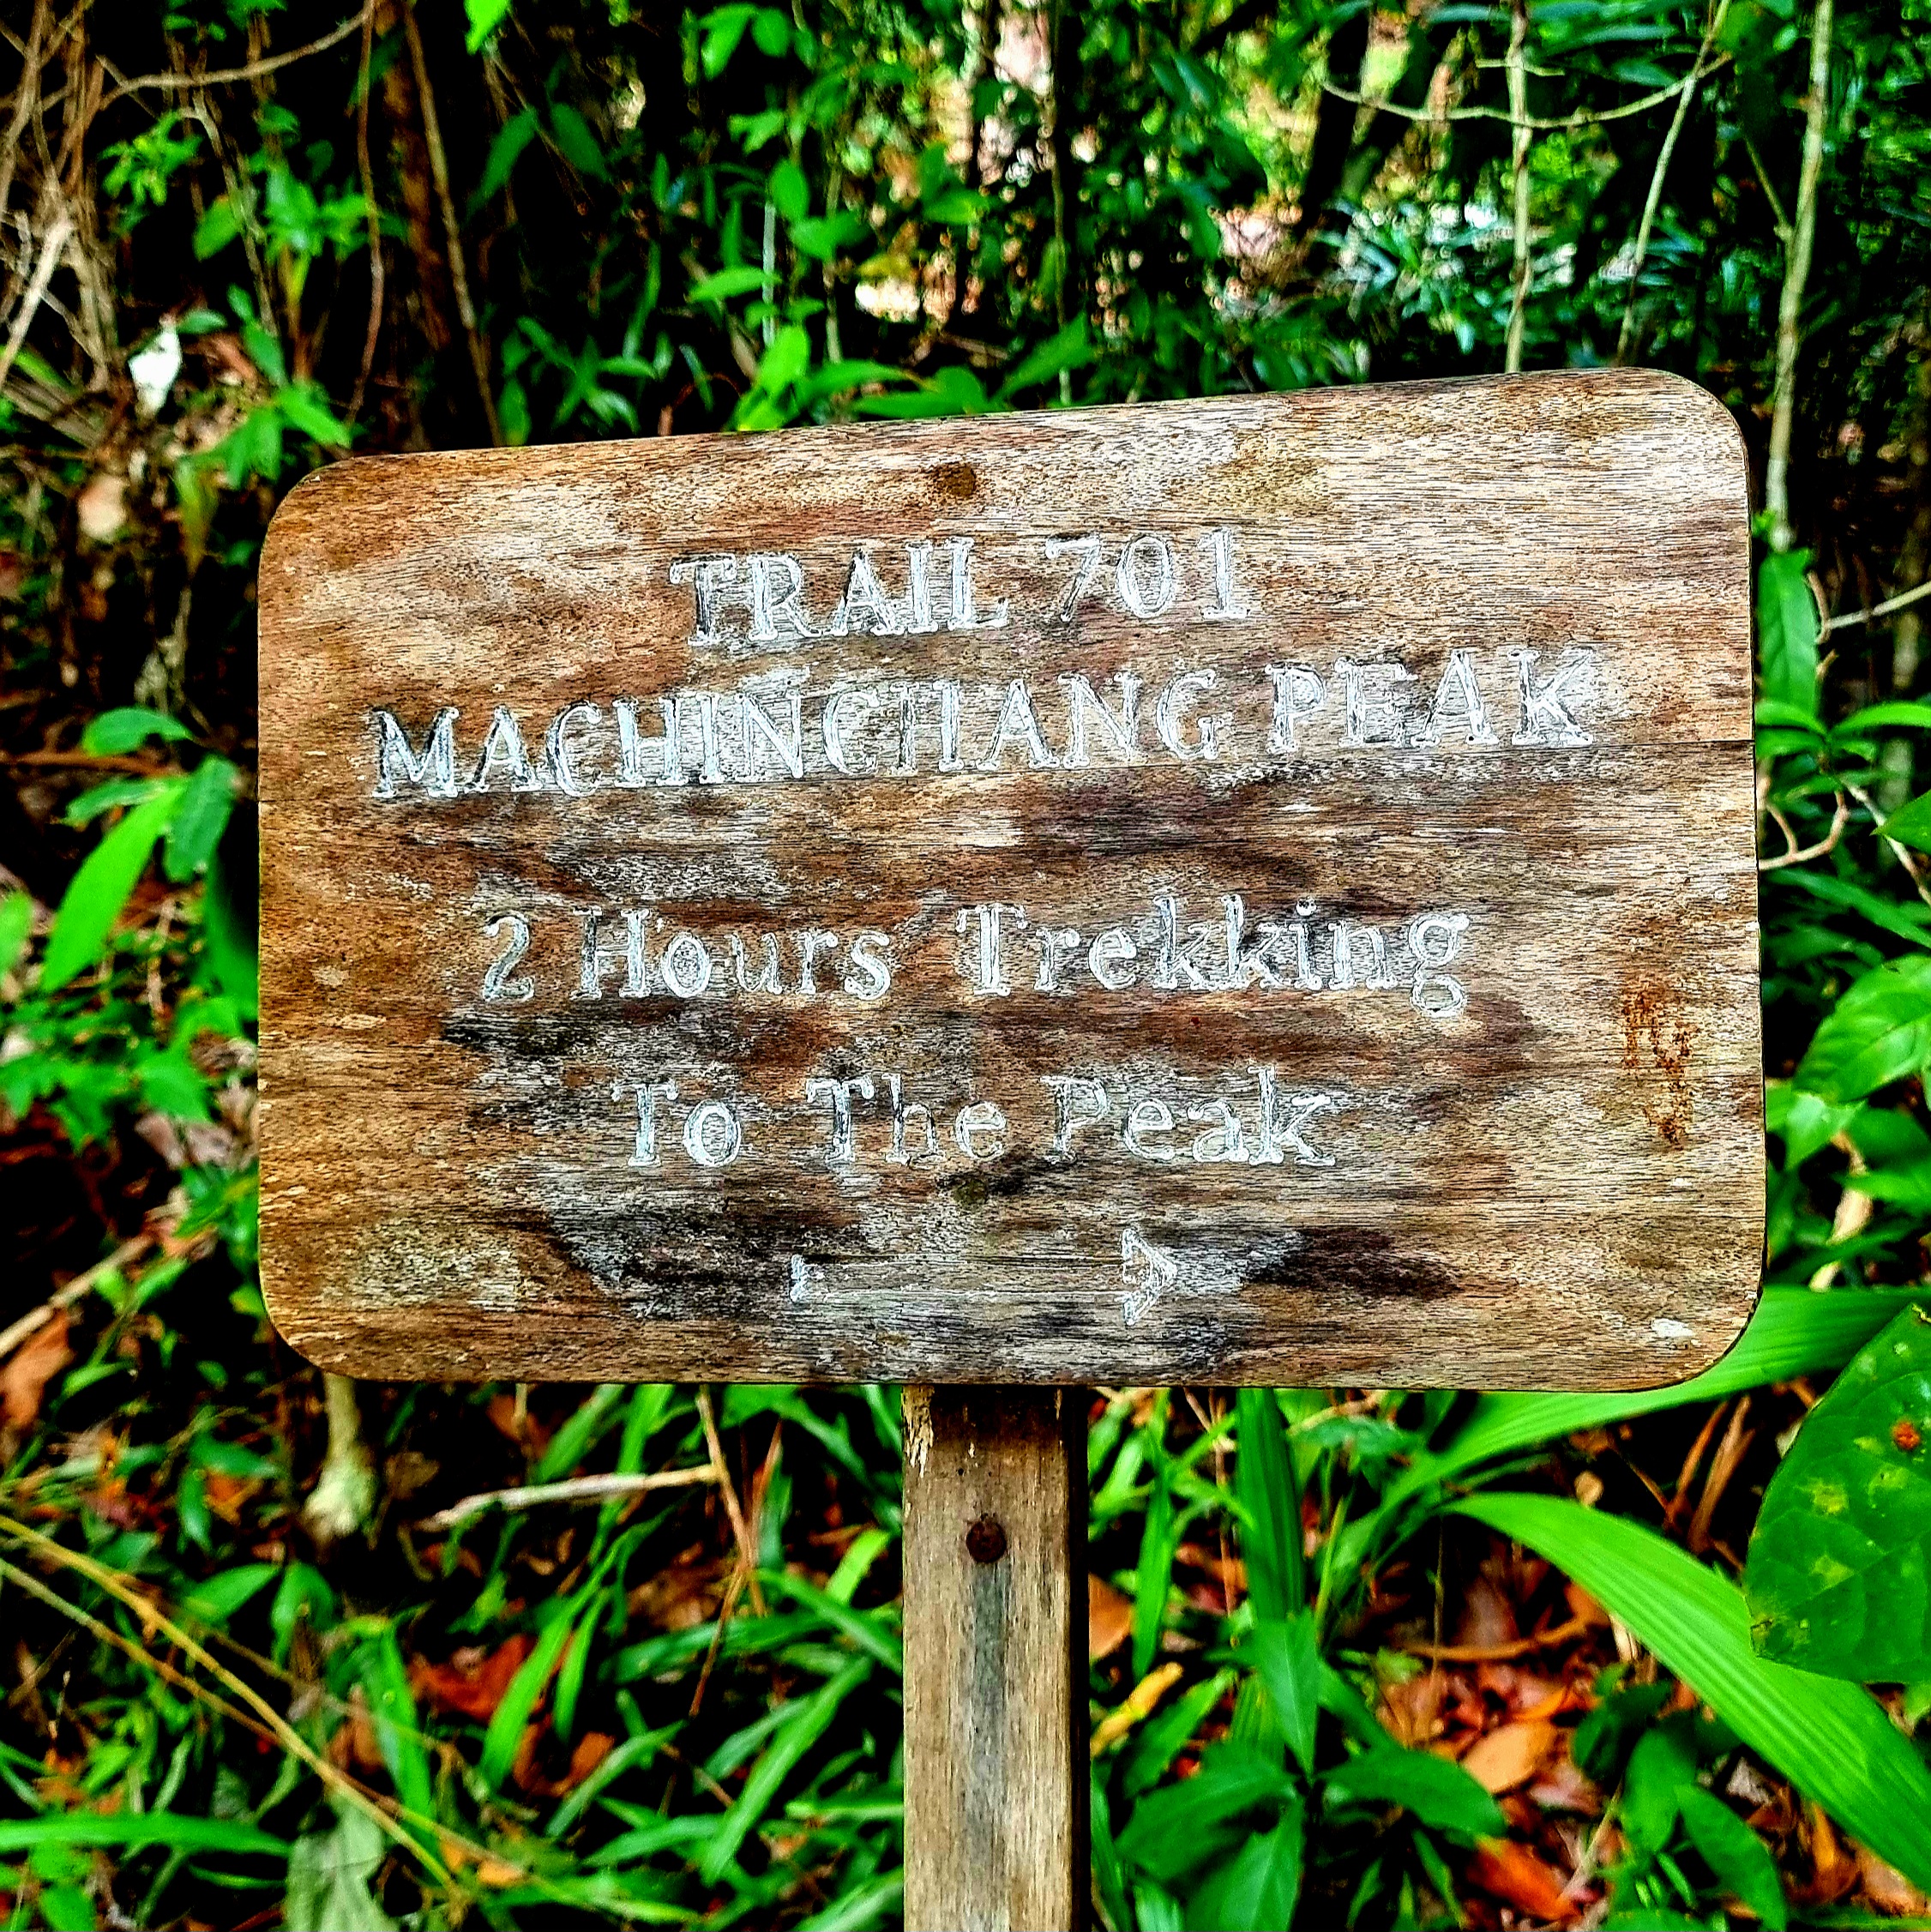 TRAIL 701
MACHINCHANG PEAK
2 Hours Trekking
To The Peak